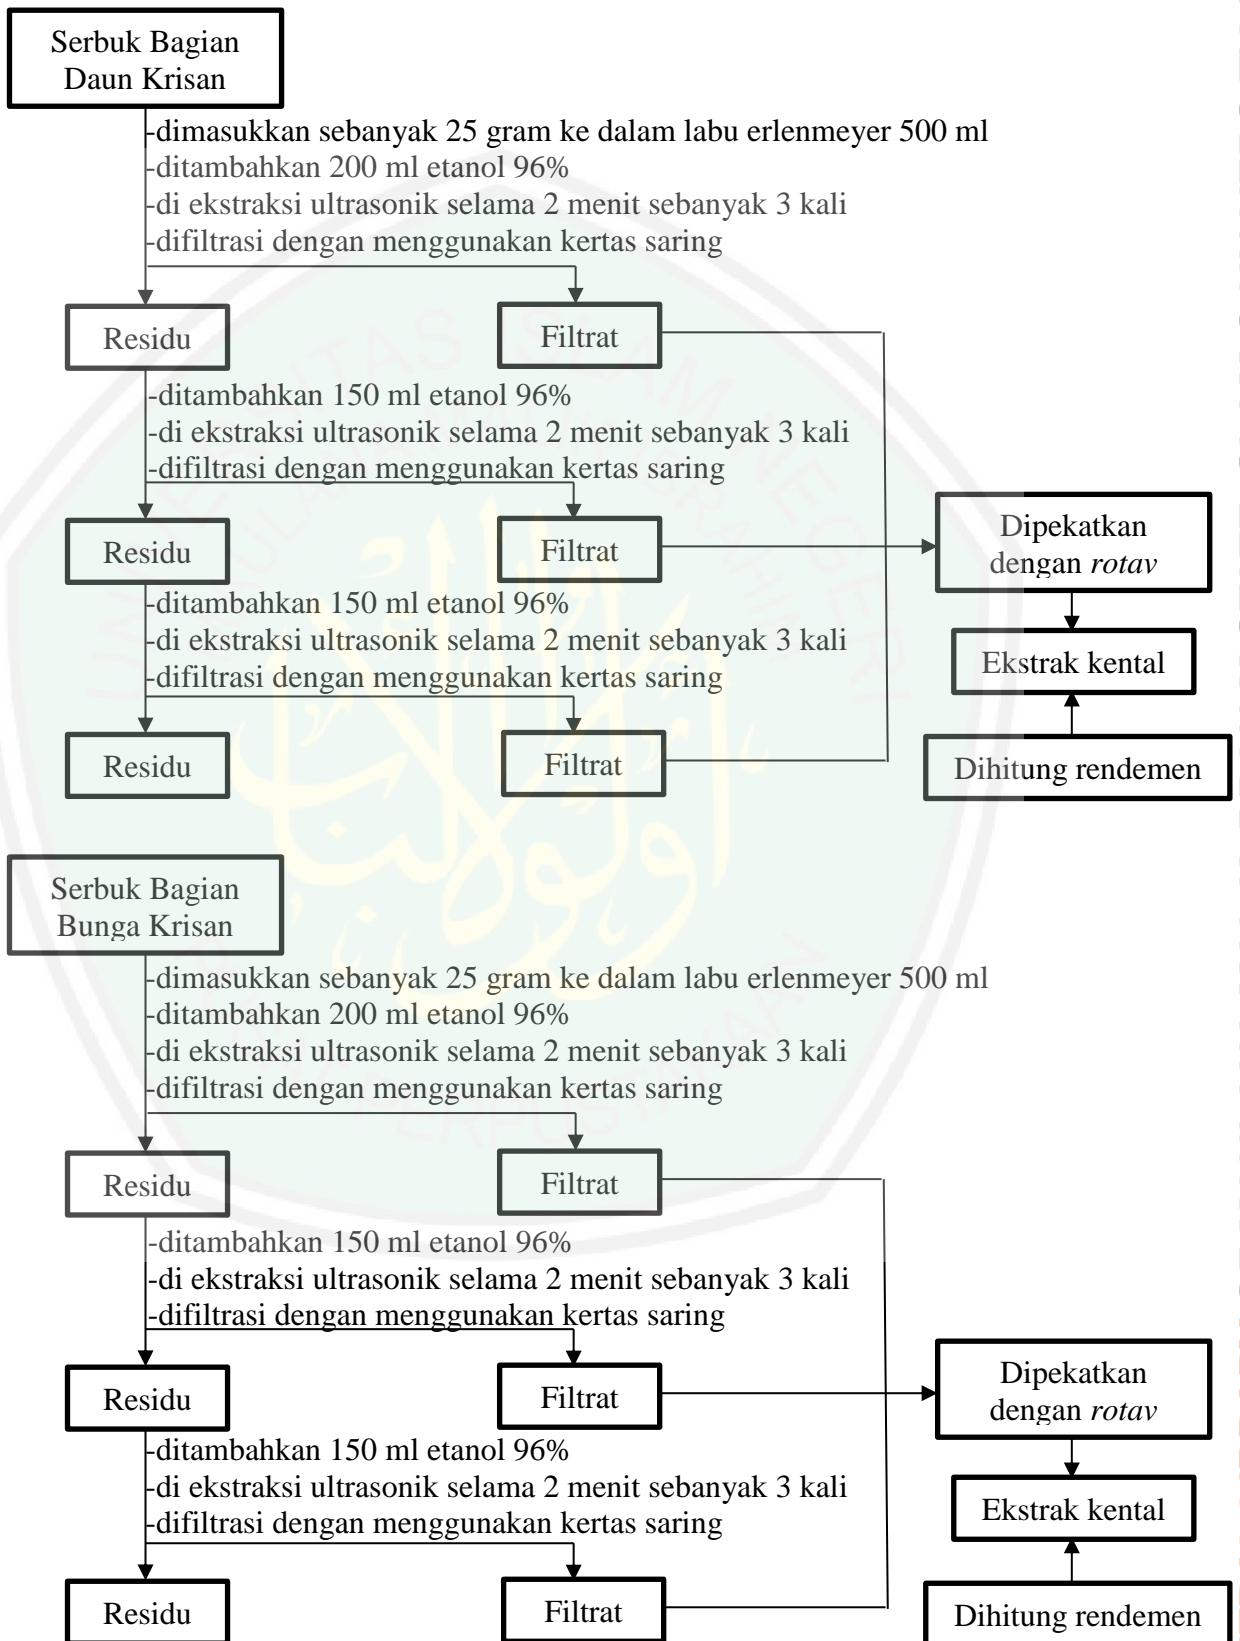 Serbuk Bagian
Daun Krisan
-dimasukkan sebanyak 25 gram ke dalam labu erlenmeyer 500 ml
-ditambahkan 200 ml etanol 96%
-di ekstraksi ultrasonik selama 2 menit sebanyak 3 kali
-difiltrasi dengan menggunakan kertas saring
Residu
Filtrat
-ditambahkan 150 ml etanol 96%
-di ekstraksi ultrasonik selama 2 menit sebanyak 3 kali
-difiltrasi dengan menggunakan kertas saring
Residu
Filtrat
Dipekatkan
dengan rotav
-ditambahkan 150 ml etanol 96%
-di ekstraksi ultrasonik selama 2 menit sebanyak 3 kali
-difiltrasi dengan menggunakan kertas saring
Ekstrak kental
Residu
Filtrat
Dihitung rendemen
Serbuk Bagian
Bunga Krisan
-dimasukkan sebanyak 25 gram ke dalam labu erlenmeyer 500 ml
-ditambahkan 200 ml etanol 96%
-di ekstraksi ultrasonik selama 2 menit sebanyak 3 kali
-difiltrasi dengan menggunakan kertas saring
Residu
Filtrat
-ditambahkan 150 ml etanol 96%
-di ekstraksi ultrasonik selama 2 menit sebanyak 3 kali
-difiltrasi dengan menggunakan kertas saring
Residu
Filtrat
Dipekatkan
dengan rotav
-ditambahkan 150 ml etanol 96%
-di ekstraksi ultrasonik selama 2 menit sebanyak 3 kali
-difiltrasi dengan menggunakan kertas saring
Ekstrak kental
Residu
Filtrat
Dihitung rendemen